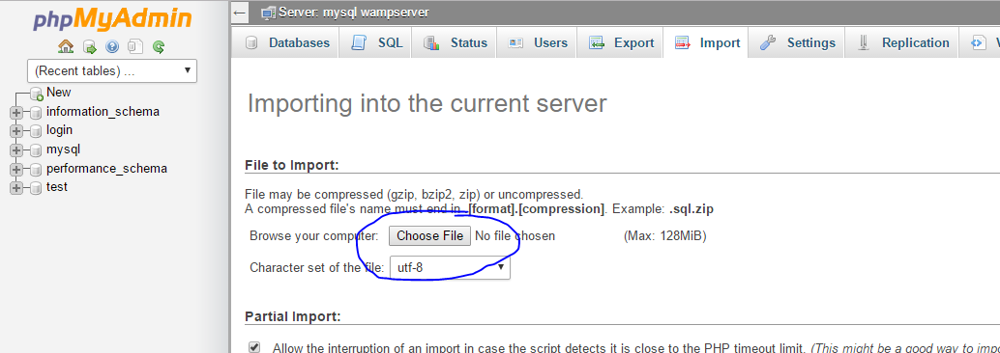 phpMyAdmin
(Recent tables) ...
New
information_schema
login
mysql
performance_schema
test
Server: mysql wampserver
Databases SQL Status Users Export Import Settings Replication
Importing into the current server
File to Import:
File may be compressed (gzip, bzip2, zip) or uncompressed.
A compressed file's name must end in .[format].[compression]. Example: .sql.zip
Browse your computer: Choose File No file chosen (Max: 128MiB)
Character set of the file: utf-8
Partial Import:
Allow the interruption of an import in case the script detects it is close to the PHP timeout limit. (This might be a good way to